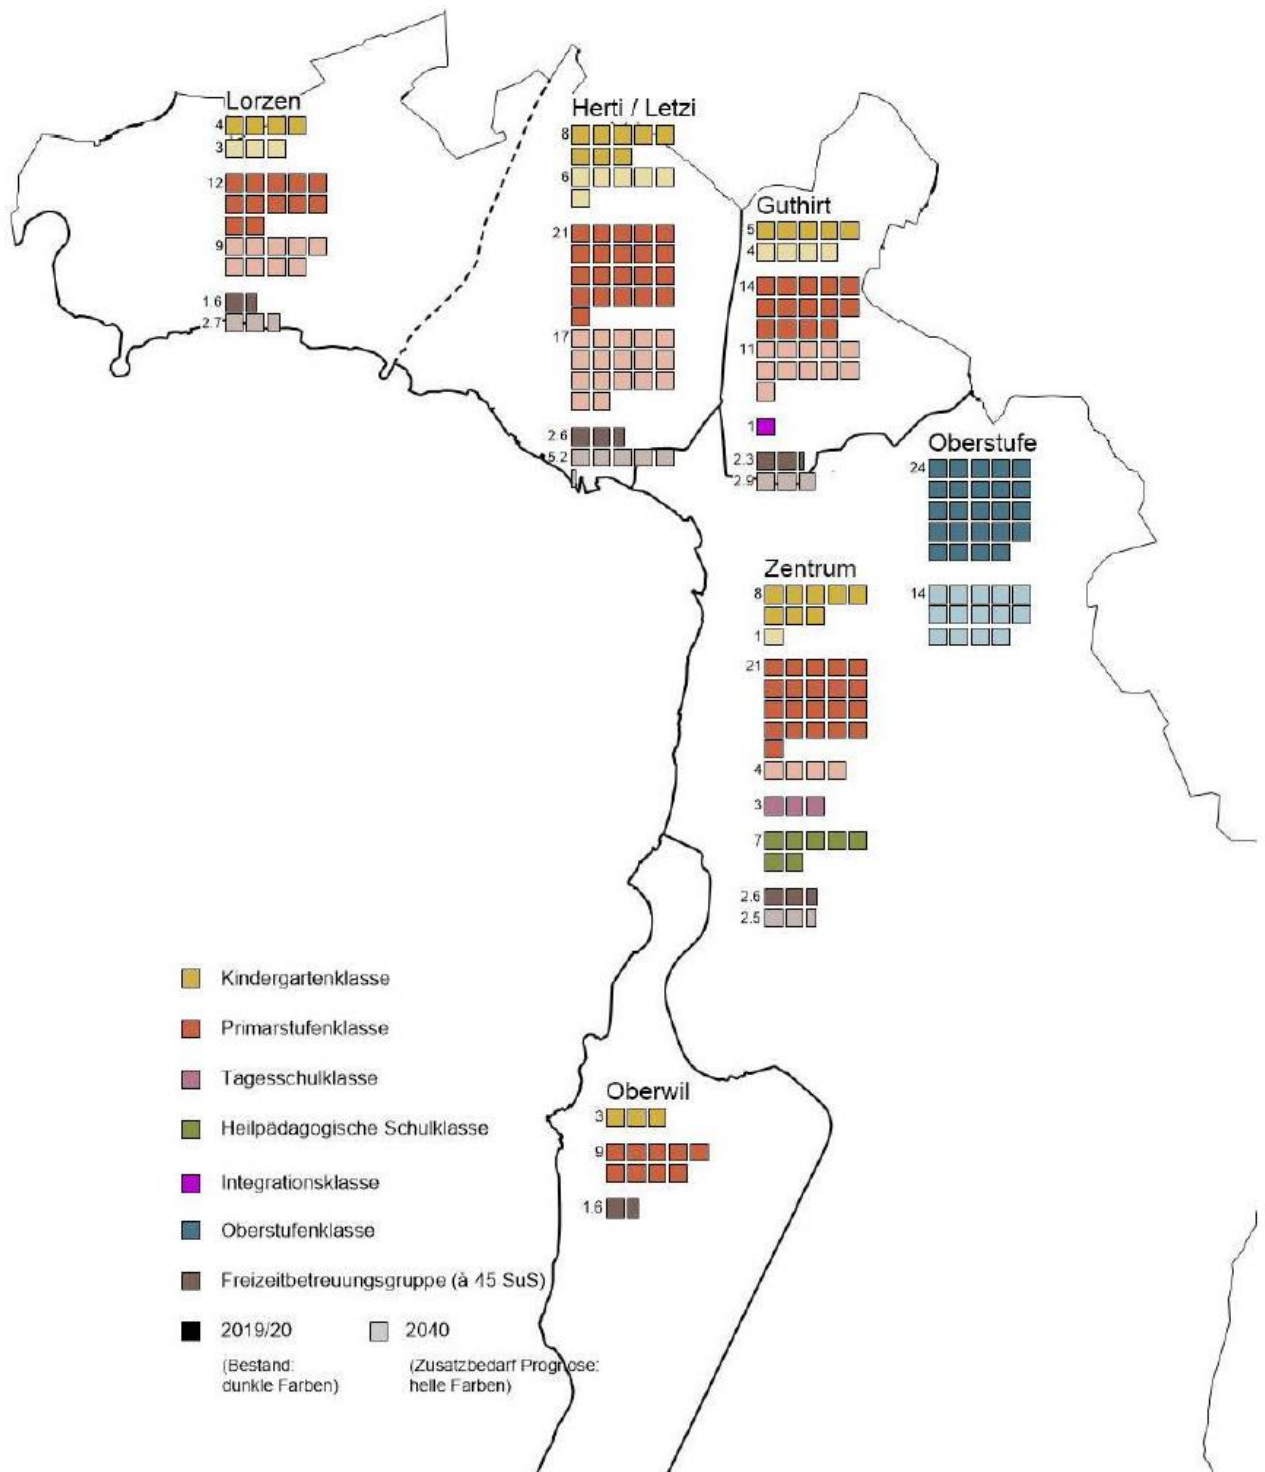 Lorzen
4
3
12
9
1.6
2.7
Herti / Letzi
8
6
21
17
2.6
5.2
Guthirt
5
4
14
11
1
2.3
2.9
Oberstufe
24
14
Zentrum
8
1
21
4
3
7
2.6
2.5
Oberwil
3
9
1.6
Kindergartenklasse
Primarstufenklasse
Tagesschulklasse
Heilpädagogische Schulklasse
Integrationsklasse
Oberstufenklasse
Freizeitbetreuungsgruppe (à 45 SuS)
2019/20
2040
(Bestand:
dunkle Farben)
(Zusatzbedarf Prognose:
helle Farben)